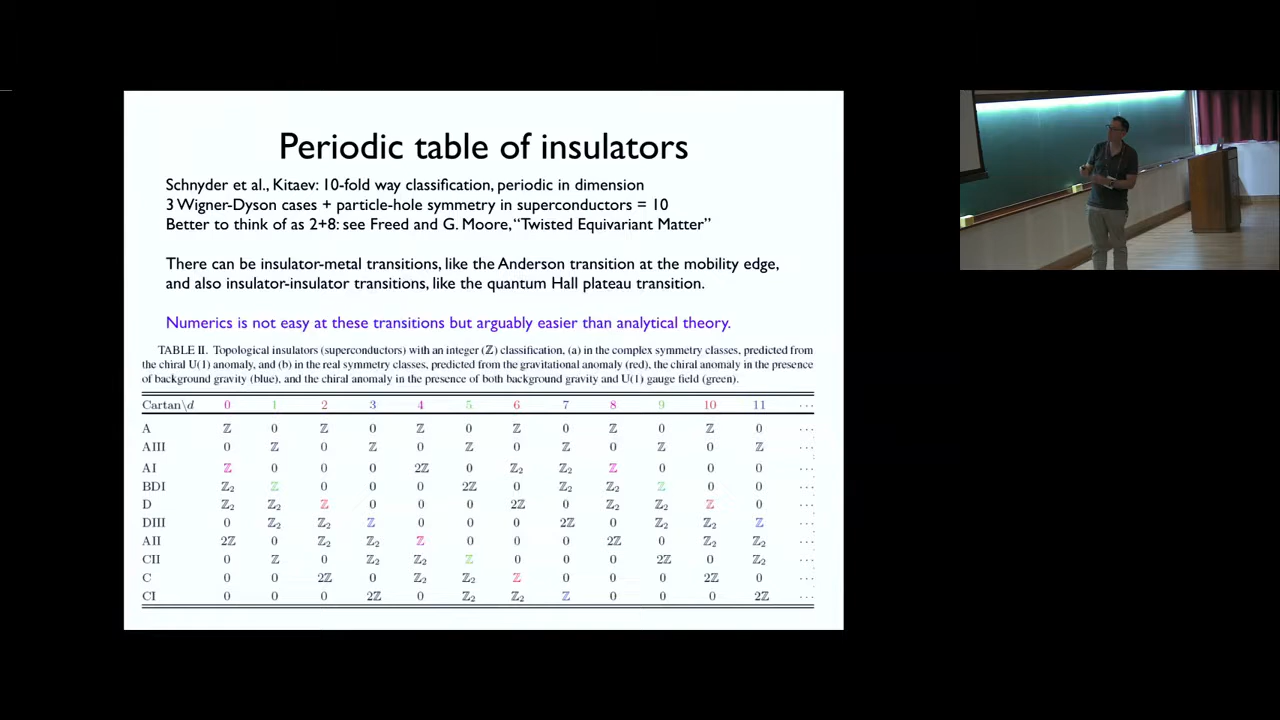 Periodic table of insulators
Schnyder et al., Kitaev: 10-fold way classification, periodic in dimension
3 Wigner-Dyson cases + particle-hole symmetry in superconductors = 10
Better to think of as 2+8: see Freed and G. Moore, “Twisted Equivariant Matter”
There can be insulator-metal transitions, like the Anderson transition at the mobility edge,
and also insulator-insulator transitions, like the quantum Hall plateau transition.
Numerics is not easy at these transitions but arguably easier than analytical theory.
TABLE II. Topological insulators (superconductors) with an integer (ℤ) classification, (a) in the complex symmetry classes, predicted from
the chiral U(1) anomaly, and (b) in the real symmetry classes, predicted from the gravitational anomaly (red), the chiral anomaly in the presence
of background gravity (blue), and the chiral anomaly in the presence of both background gravity and U(1) gauge field (green).
Cartan\d 0 1 2 3 4 5 6 7 8 9 10 11 ···
A ℤ 0 ℤ 0 ℤ 0 ℤ 0 ℤ 0 ℤ 0 ···
AIII 0 ℤ 0 ℤ 0 ℤ 0 ℤ 0 ℤ 0 ℤ ···
AI ℤ 0 0 0 2ℤ 0 ℤ₂ ℤ₂ ℤ 0 0 0 ···
BDI ℤ₂ ℤ 0 0 0 2ℤ 0 ℤ₂ ℤ₂ ℤ 0 0 ···
D ℤ₂ ℤ₂ ℤ 0 0 0 2ℤ 0 ℤ₂ ℤ₂ ℤ 0 ···
DIII 0 ℤ₂ ℤ₂ ℤ 0 0 0 2ℤ 0 ℤ₂ ℤ₂ ℤ ···
AII 2ℤ 0 ℤ₂ ℤ₂ ℤ 0 0 0 2ℤ 0 ℤ₂ ℤ₂ ···
CII 0 ℤ 0 ℤ₂ ℤ₂ ℤ 0 0 0 2ℤ 0 ℤ₂ ···
C 0 0 2ℤ 0 ℤ₂ ℤ₂ ℤ 0 0 0 2ℤ 0 ···
CI 0 0 0 2ℤ 0 ℤ₂ ℤ₂ ℤ 0 0 0 2ℤ ···